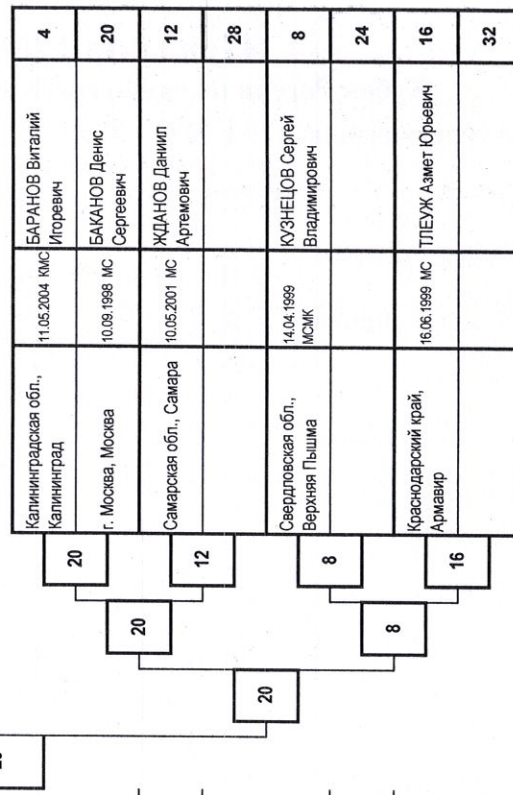 4
БАРАНОВ Виталий
Игоревич
11.05.2004 КМС
Калининградская обл.,
Калининград
20
БАКАНОВ Денис
Сергеевич
10.09.1998 МС
г. Москва, Москва
12
ЖДАНОВ Даниил
Артемович
10.05.2001 МС
Самарская обл., Самара
28
8
КУЗНЕЦОВ Сергей
Владимирович
14.04.1999
МСМК
Свердловская обл.,
Верхняя Пышма
24
16
ТЛЕУЖ Азмет Юрьевич
16.06.1999 МС
Краснодарский край,
Армавир
32
20
12
8
16
20
8
20